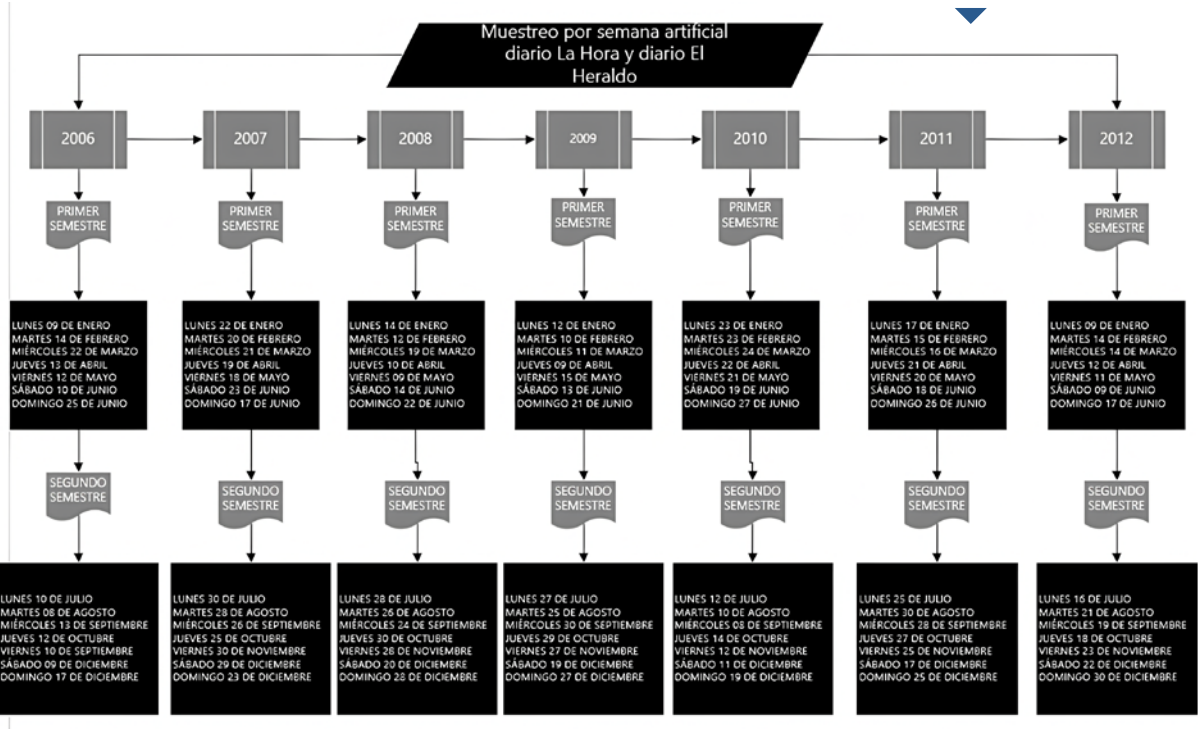 Muestreo por semana artificial
diario La Hora y diario El
Heraldo
2006
2007
2008
2009
2010
2011
2012
PRIMER
SEMESTRE
PRIMER
SEMESTRE
PRIMER
SEMESTRE
PRIMER
SEMESTRE
PRIMER
SEMESTRE
PRIMER
SEMESTRE
PRIMER
SEMESTRE
LUNES 09 DE ENERO
MARTES 14 DE FEBRERO
MIÉRCOLES 22 DE MARZO
JUEVES 13 DE ABRIL
VIERNES 12 DE MAYO
SÁBADO 10 DE JUNIO
DOMINGO 25 DE JUNIO
LUNES 22 DE ENERO
MARTES 20 DE FEBRERO
MIÉRCOLES 21 DE MARZO
JUEVES 19 DE ABRIL
VIERNES 18 DE MAYO
SÁBADO 23 DE JUNIO
DOMINGO 17 DE JUNIO
LUNES 14 DE ENERO
MARTES 12 DE FEBRERO
MIÉRCOLES 19 DE MARZO
JUEVES 10 DE ABRIL
VIERNES 09 DE MAYO
SÁBADO 14 DE JUNIO
DOMINGO 22 DE JUNIO
LUNES 12 DE ENERO
MARTES 10 DE FEBRERO
MIÉRCOLES 11 DE MARZO
JUEVES 09 DE ABRIL
VIERNES 15 DE MAYO
SÁBADO 13 DE JUNIO
DOMINGO 21 DE JUNIO
LUNES 23 DE ENERO
MARTES 23 DE FEBRERO
MIÉRCOLES 24 DE MARZO
JUEVES 22 DE ABRIL
VIERNES 21 DE MAYO
SÁBADO 19 DE JUNIO
DOMINGO 27 DE JUNIO
LUNES 17 DE ENERO
MARTES 15 DE FEBRERO
MIÉRCOLES 16 DE MARZO
JUEVES 21 DE ABRIL
VIERNES 20 DE MAYO
SÁBADO 18 DE JUNIO
DOMINGO 26 DE JUNIO
LUNES 09 DE ENERO
MARTES 14 DE FEBRERO
MIÉRCOLES 14 DE MARZO
JUEVES 12 DE ABRIL
VIERNES 11 DE MAYO
SÁBADO 09 DE JUNIO
DOMINGO 17 DE JUNIO
SEGUNDO
SEMESTRE
SEGUNDO
SEMESTRE
SEGUNDO
SEMESTRE
SEGUNDO
SEMESTRE
SEGUNDO
SEMESTRE
SEGUNDO
SEMESTRE
SEGUNDO
SEMESTRE
LUNES 10 DE JULIO
MARTES 08 DE AGOSTO
MIÉRCOLES 13 DE SEPTIEMBRE
JUEVES 12 DE OCTUBRE
VIERNES 10 DE SEPTIEMBRE
SÁBADO 09 DE DICIEMBRE
DOMINGO 17 DE DICIEMBRE
LUNES 30 DE JULIO
MARTES 28 DE AGOSTO
MIÉRCOLES 26 DE SEPTIEMBRE
JUEVES 25 DE OCTUBRE
VIERNES 30 DE NOVIEMBRE
SÁBADO 29 DE DICIEMBRE
DOMINGO 23 DE DICIEMBRE
LUNES 28 DE JULIO
MARTES 26 DE AGOSTO
MIÉRCOLES 24 DE SEPTIEMBRE
JUEVES 30 DE OCTUBRE
VIERNES 28 DE NOVIEMBRE
SÁBADO 20 DE DICIEMBRE
DOMINGO 28 DE DICIEMBRE
LUNES 27 DE JULIO
MARTES 25 DE AGOSTO
MIÉRCOLES 30 DE SEPTIEMBRE
JUEVES 29 DE OCTUBRE
VIERNES 27 DE NOVIEMBRE
SÁBADO 19 DE DICIEMBRE
DOMINGO 27 DE DICIEMBRE
LUNES 12 DE JULIO
MARTES 10 DE AGOSTO
MIÉRCOLES 08 DE SEPTIEMBRE
JUEVES 14 DE OCTUBRE
VIERNES 12 DE NOVIEMBRE
SÁBADO 11 DE DICIEMBRE
DOMINGO 19 DE DICIEMBRE
LUNES 25 DE JULIO
MARTES 30 DE AGOSTO
MIÉRCOLES 28 DE SEPTIEMBRE
JUEVES 27 DE OCTUBRE
VIERNES 25 DE NOVIEMBRE
SÁBADO 17 DE DICIEMBRE
DOMINGO 25 DE DICIEMBRE
LUNES 16 DE JULIO
MARTES 21 DE AGOSTO
MIÉRCOLES 19 DE SEPTIEMBRE
JUEVES 18 DE OCTUBRE
VIERNES 23 DE NOVIEMBRE
SÁBADO 22 DE DICIEMBRE
DOMINGO 30 DE DICIEMBRE